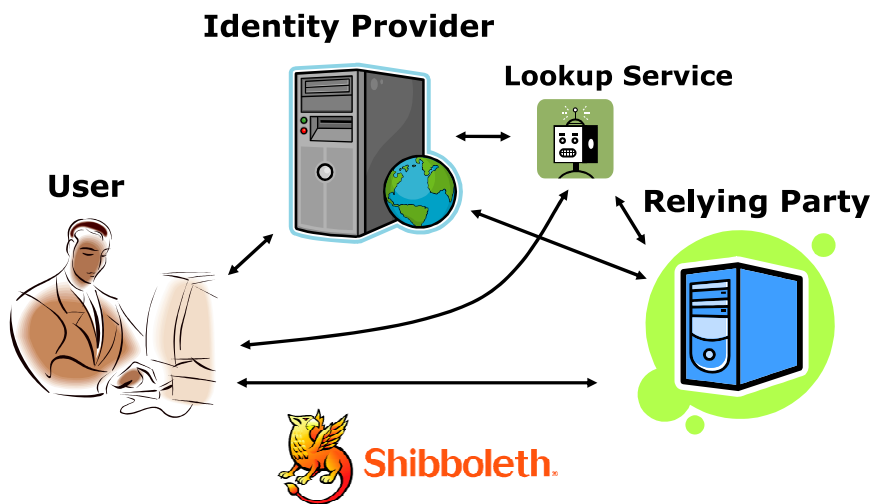 Identity Provider
Lookup Service
User
Relying Party
Shibboleth.